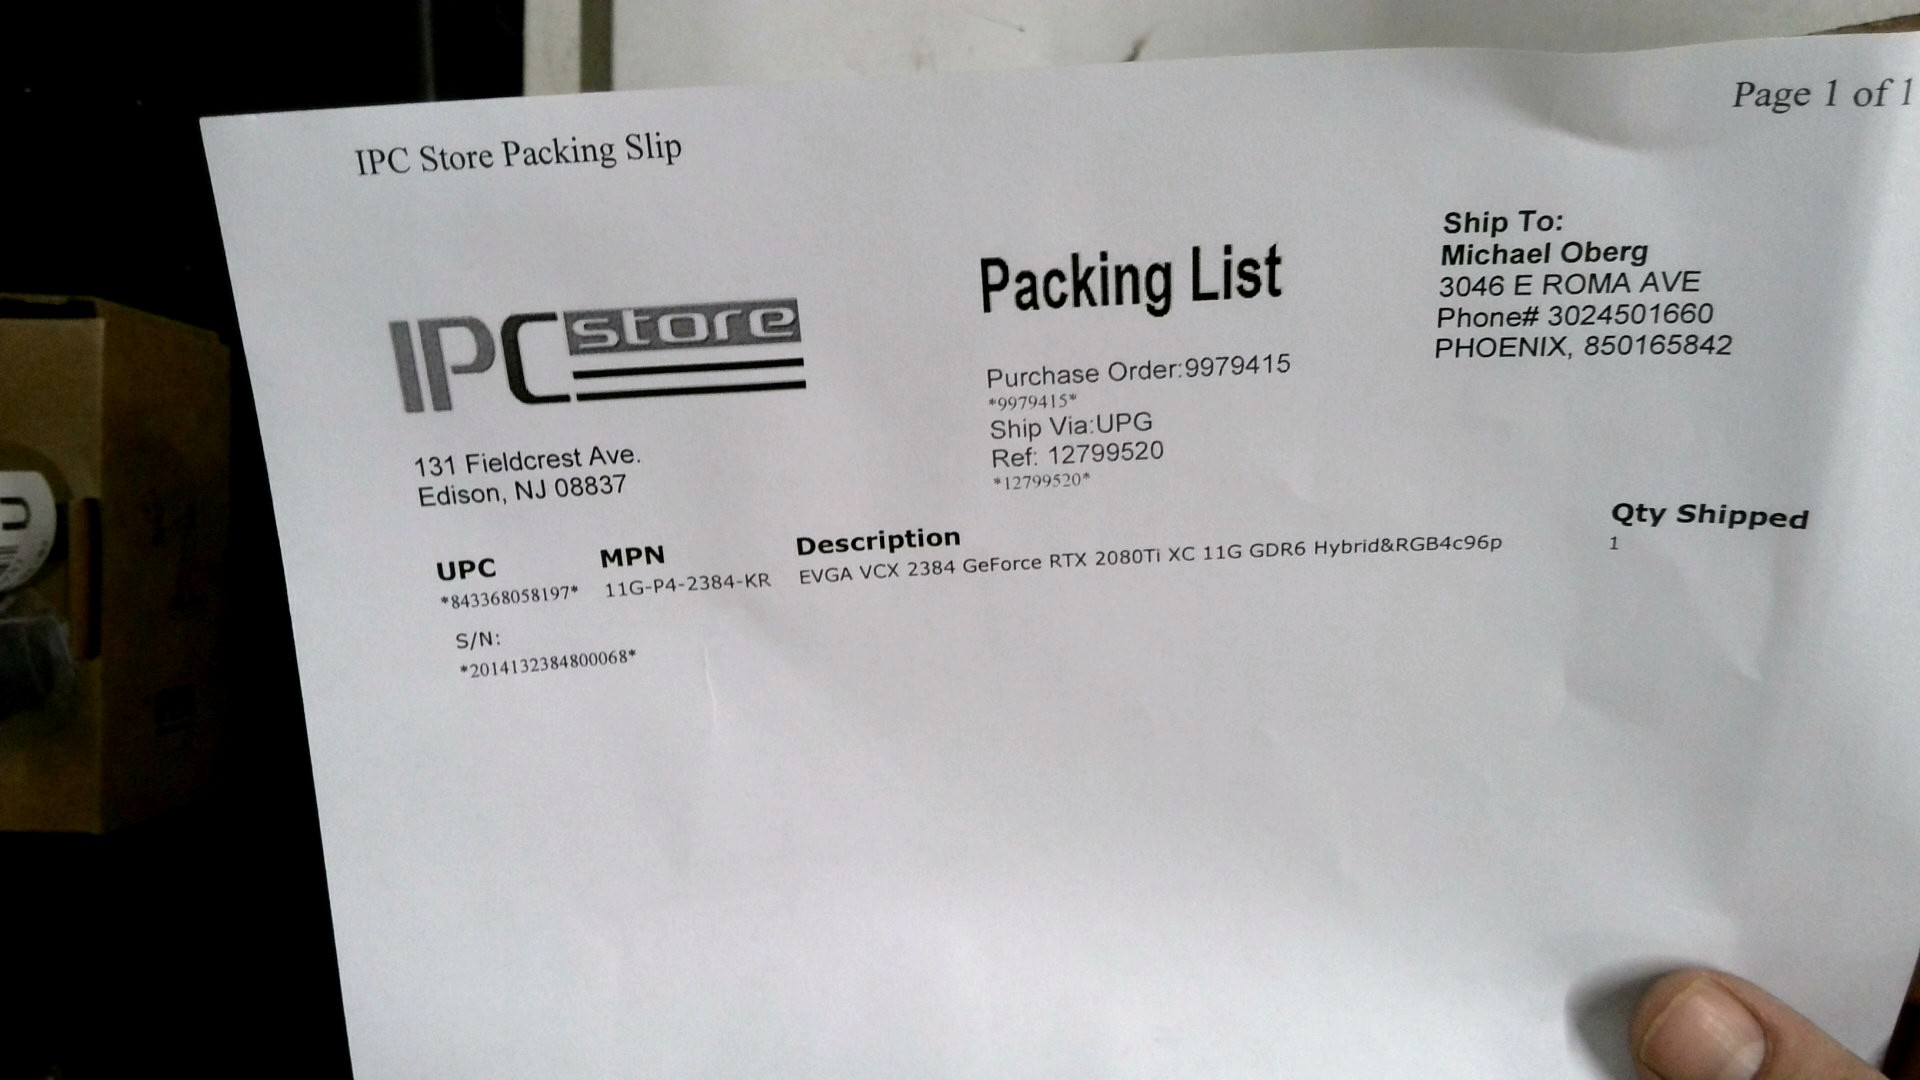 Page 1 of 1
IPC Store Packing Slip
IPC store
131 Fieldcrest Ave.
Edison, NJ 08837
Packing List
Purchase Order:9979415
*9979415*
Ship Via:UPG
Ref: 12799520
*12799520*
Ship To:
Michael Oberg
3046 E ROMA AVE
Phone# 3024501660
PHOENIX, 850165842
UPC MPN Description Qty Shipped
*843368058197* 11G-P4-2384-KR EVGA VCX 2384 GeForce RTX 2080Ti XC 11G GDR6 Hybrid&RGB4c96p 1
S/N:
*2014132384800068*